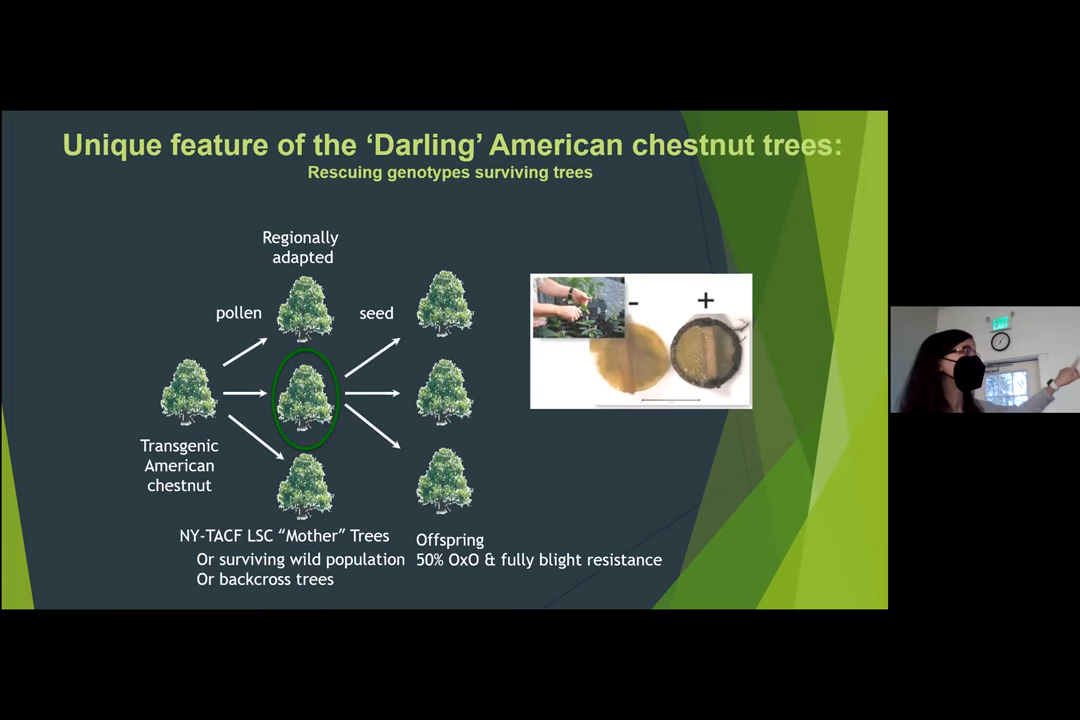 Unique feature of the ‘Darling’ American chestnut trees:
Rescuing genotypes surviving trees
Regionally
adapted
pollen
seed
- +
Transgenic
American
chestnut
NY-TACF LSC “Mother” Trees
Or surviving wild population
Or backcross trees
Offspring
50% OxO & fully blight resistance